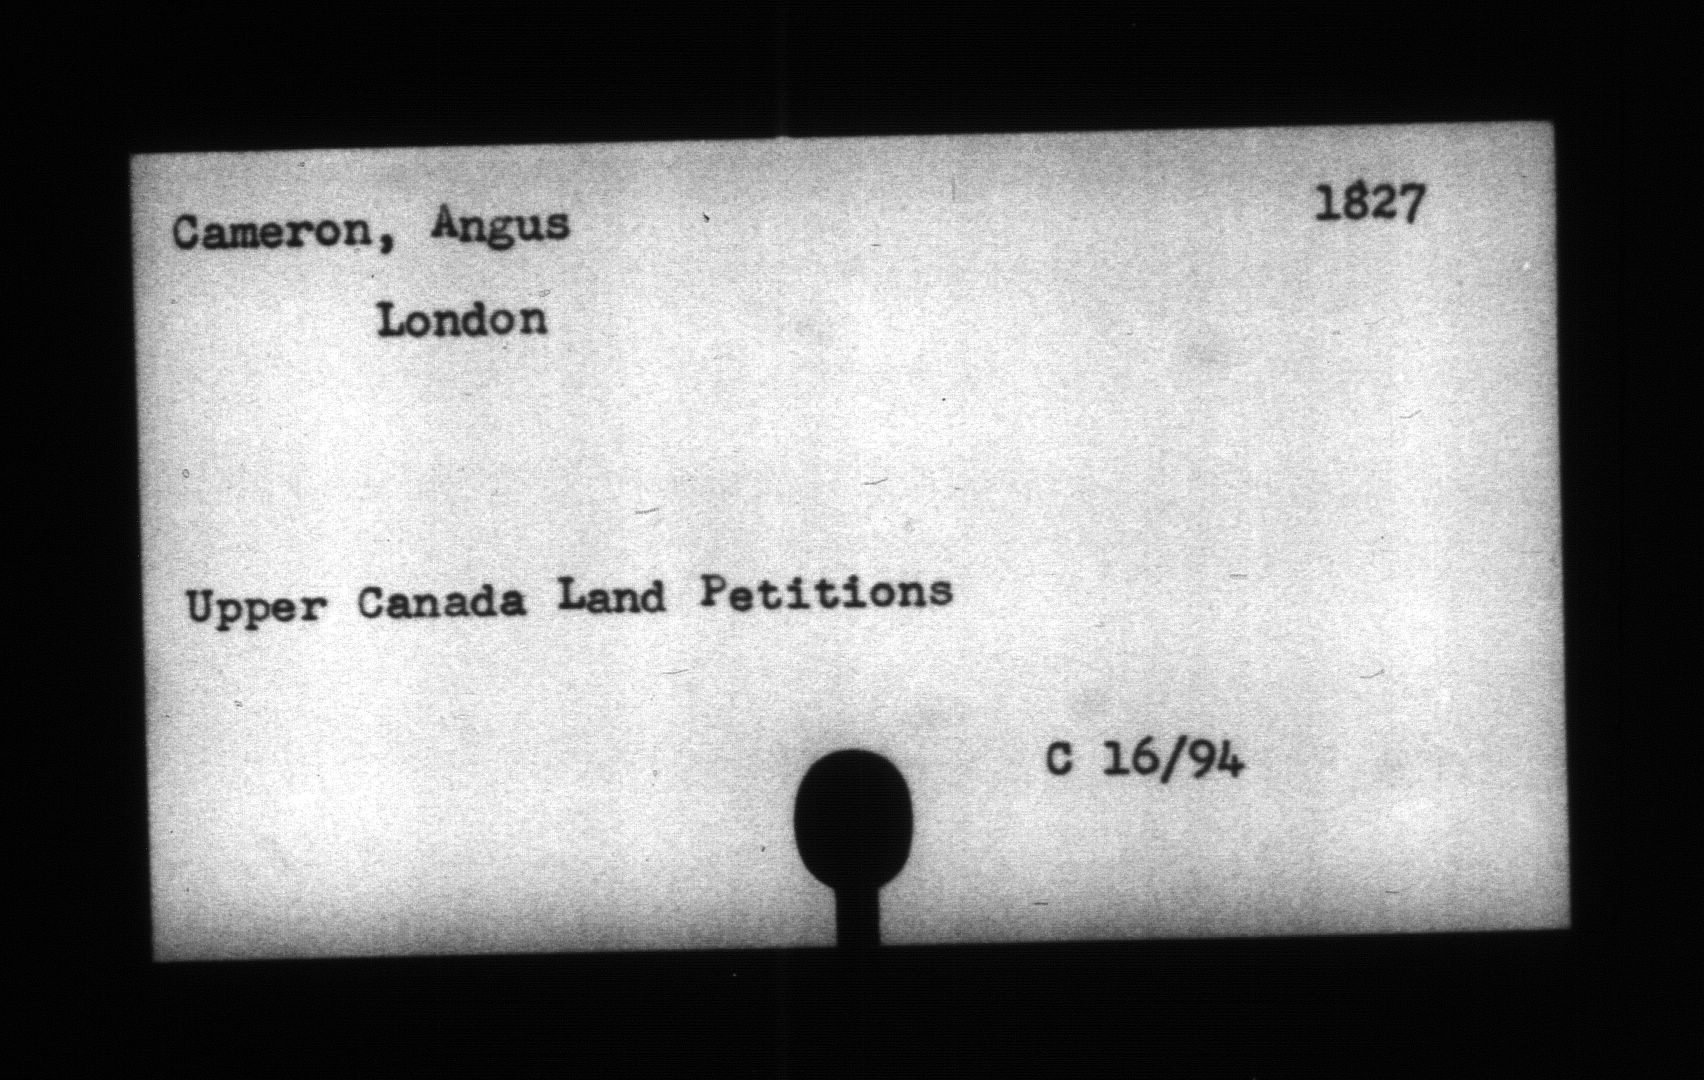 Cameron, Angus 1827
London
Upper Canada Land Petitions
C 16/94